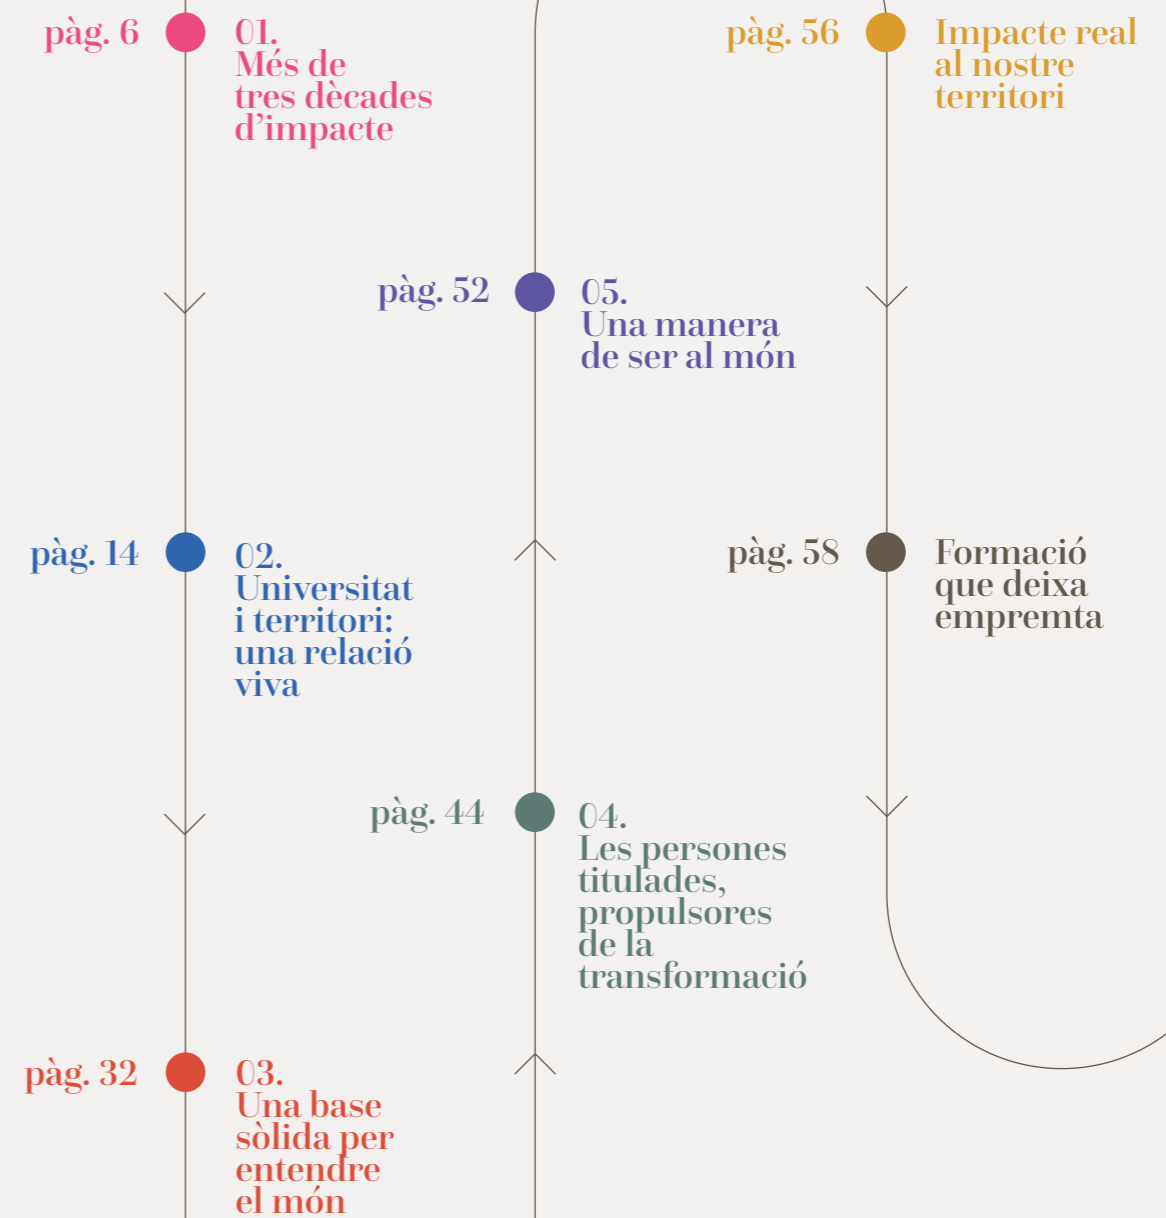 pàg. 6
01.
Més de
tres dècades
d’impacte
pàg. 14
02.
Universitat
i territori:
una relació
viva
pàg. 32
03.
Una base
sòlida per
entendre
el món
pàg. 44
04.
Les persones
titulades,
propulsores
de la
transformació
pàg. 52
05.
Una manera
de ser al món
pàg. 56
Impacte real
al nostre
territori
pàg. 58
Formació
que deixa
empremta